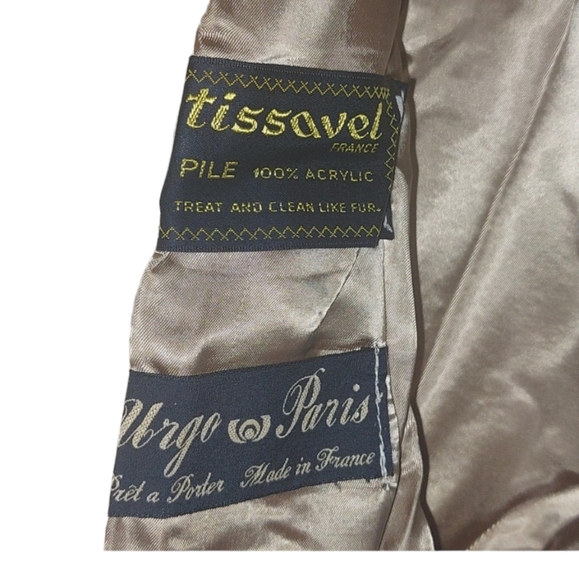 tissavel
FRANCE
PILE 100% ACRYLIC
TREAT AND CLEAN LIKE FUR.
Urgo Paris
Prêt a Porter Made in France